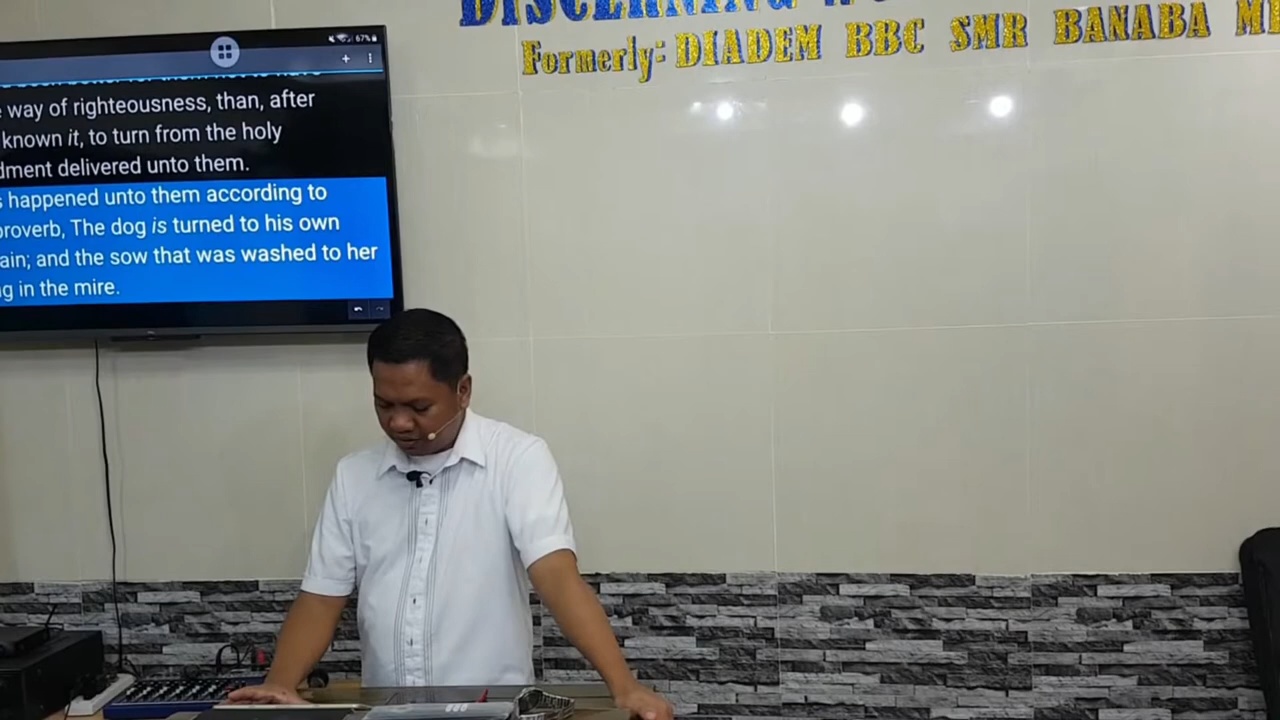 DISCERNING
Formerly: DIADEM BBC SMR BANABA
67%
way of righteousness, than, after
known it, to turn from the holy
dment delivered unto them.
happened unto them according to
proverb, The dog is turned to his own
ain; and the sow that was washed to her
g in the mire.